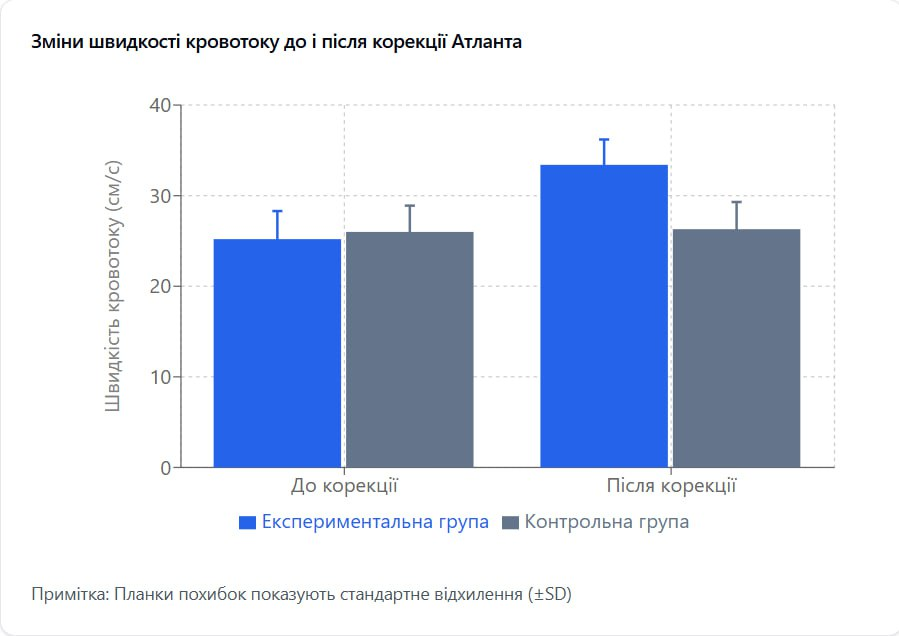 Зміни швидкості кровотоку до і після корекції Атланта
Швидкість кровотоку (см/с)
40
30
20
10
0
До корекції
Після корекції
Експериментальна група
Контрольна група
Примітка: Планки похибок показують стандартне відхилення (±SD)